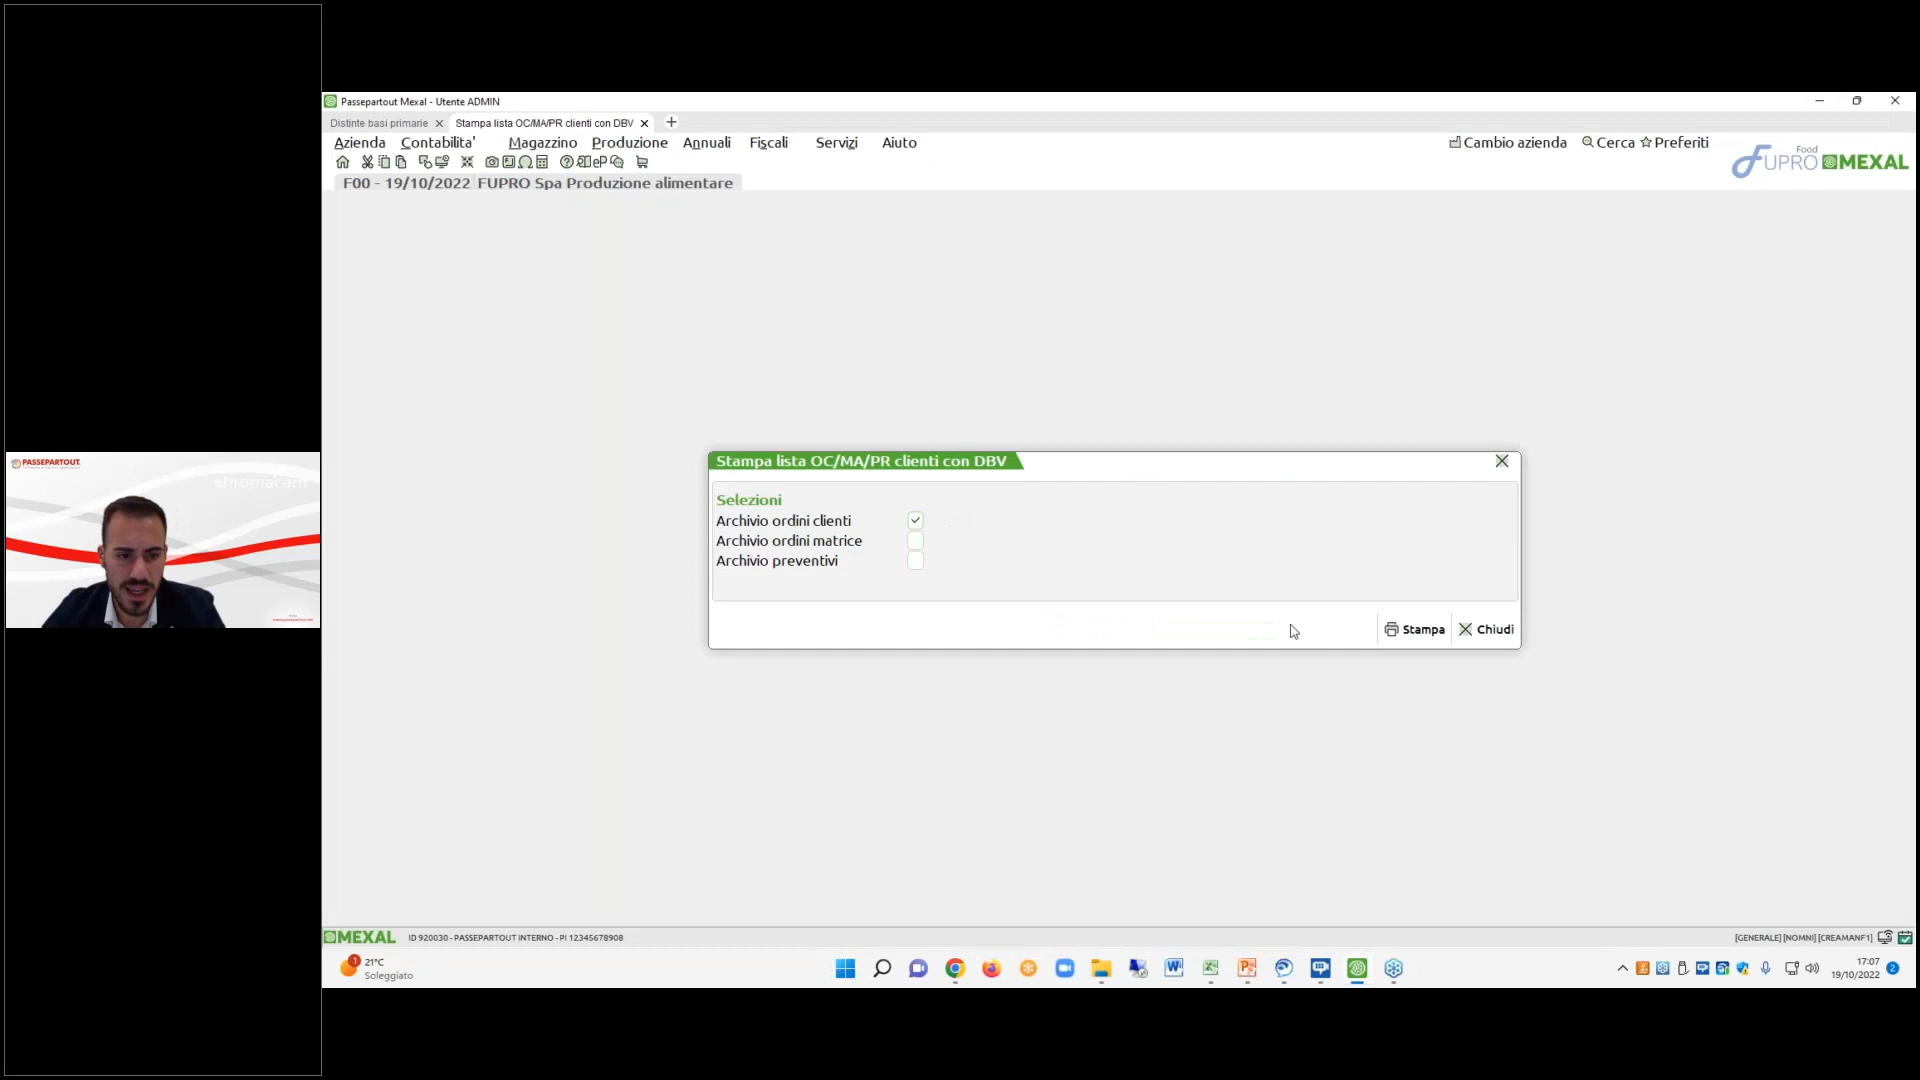 Passepartout Mexal - Utente ADMIN
Distinte basi primarie
Stampa lista OC/MA/PR clienti con DBV
Azienda Contabilita' Magazzino Produzione Annuali Fiscali Servizi Aiuto
Cambio azienda Cerca Preferiti
Food
FUPRO MEXAL
F00 - 19/10/2022 FUPRO Spa Produzione alimentare
PASSEPARTOUT
chromacam
Stampa lista OC/MA/PR clienti con DBV
Selezioni
Archivio ordini clienti
Archivio ordini matrice
Archivio preventivi
Stampa Chiudi
MEXAL ID 920030 - PASSEPARTOUT INTERNO - PI 12345678908
[GENERALE] [NOMNI] [CREAMANF1]
1
21°C
Soleggiato
17:07
19/10/2022
2